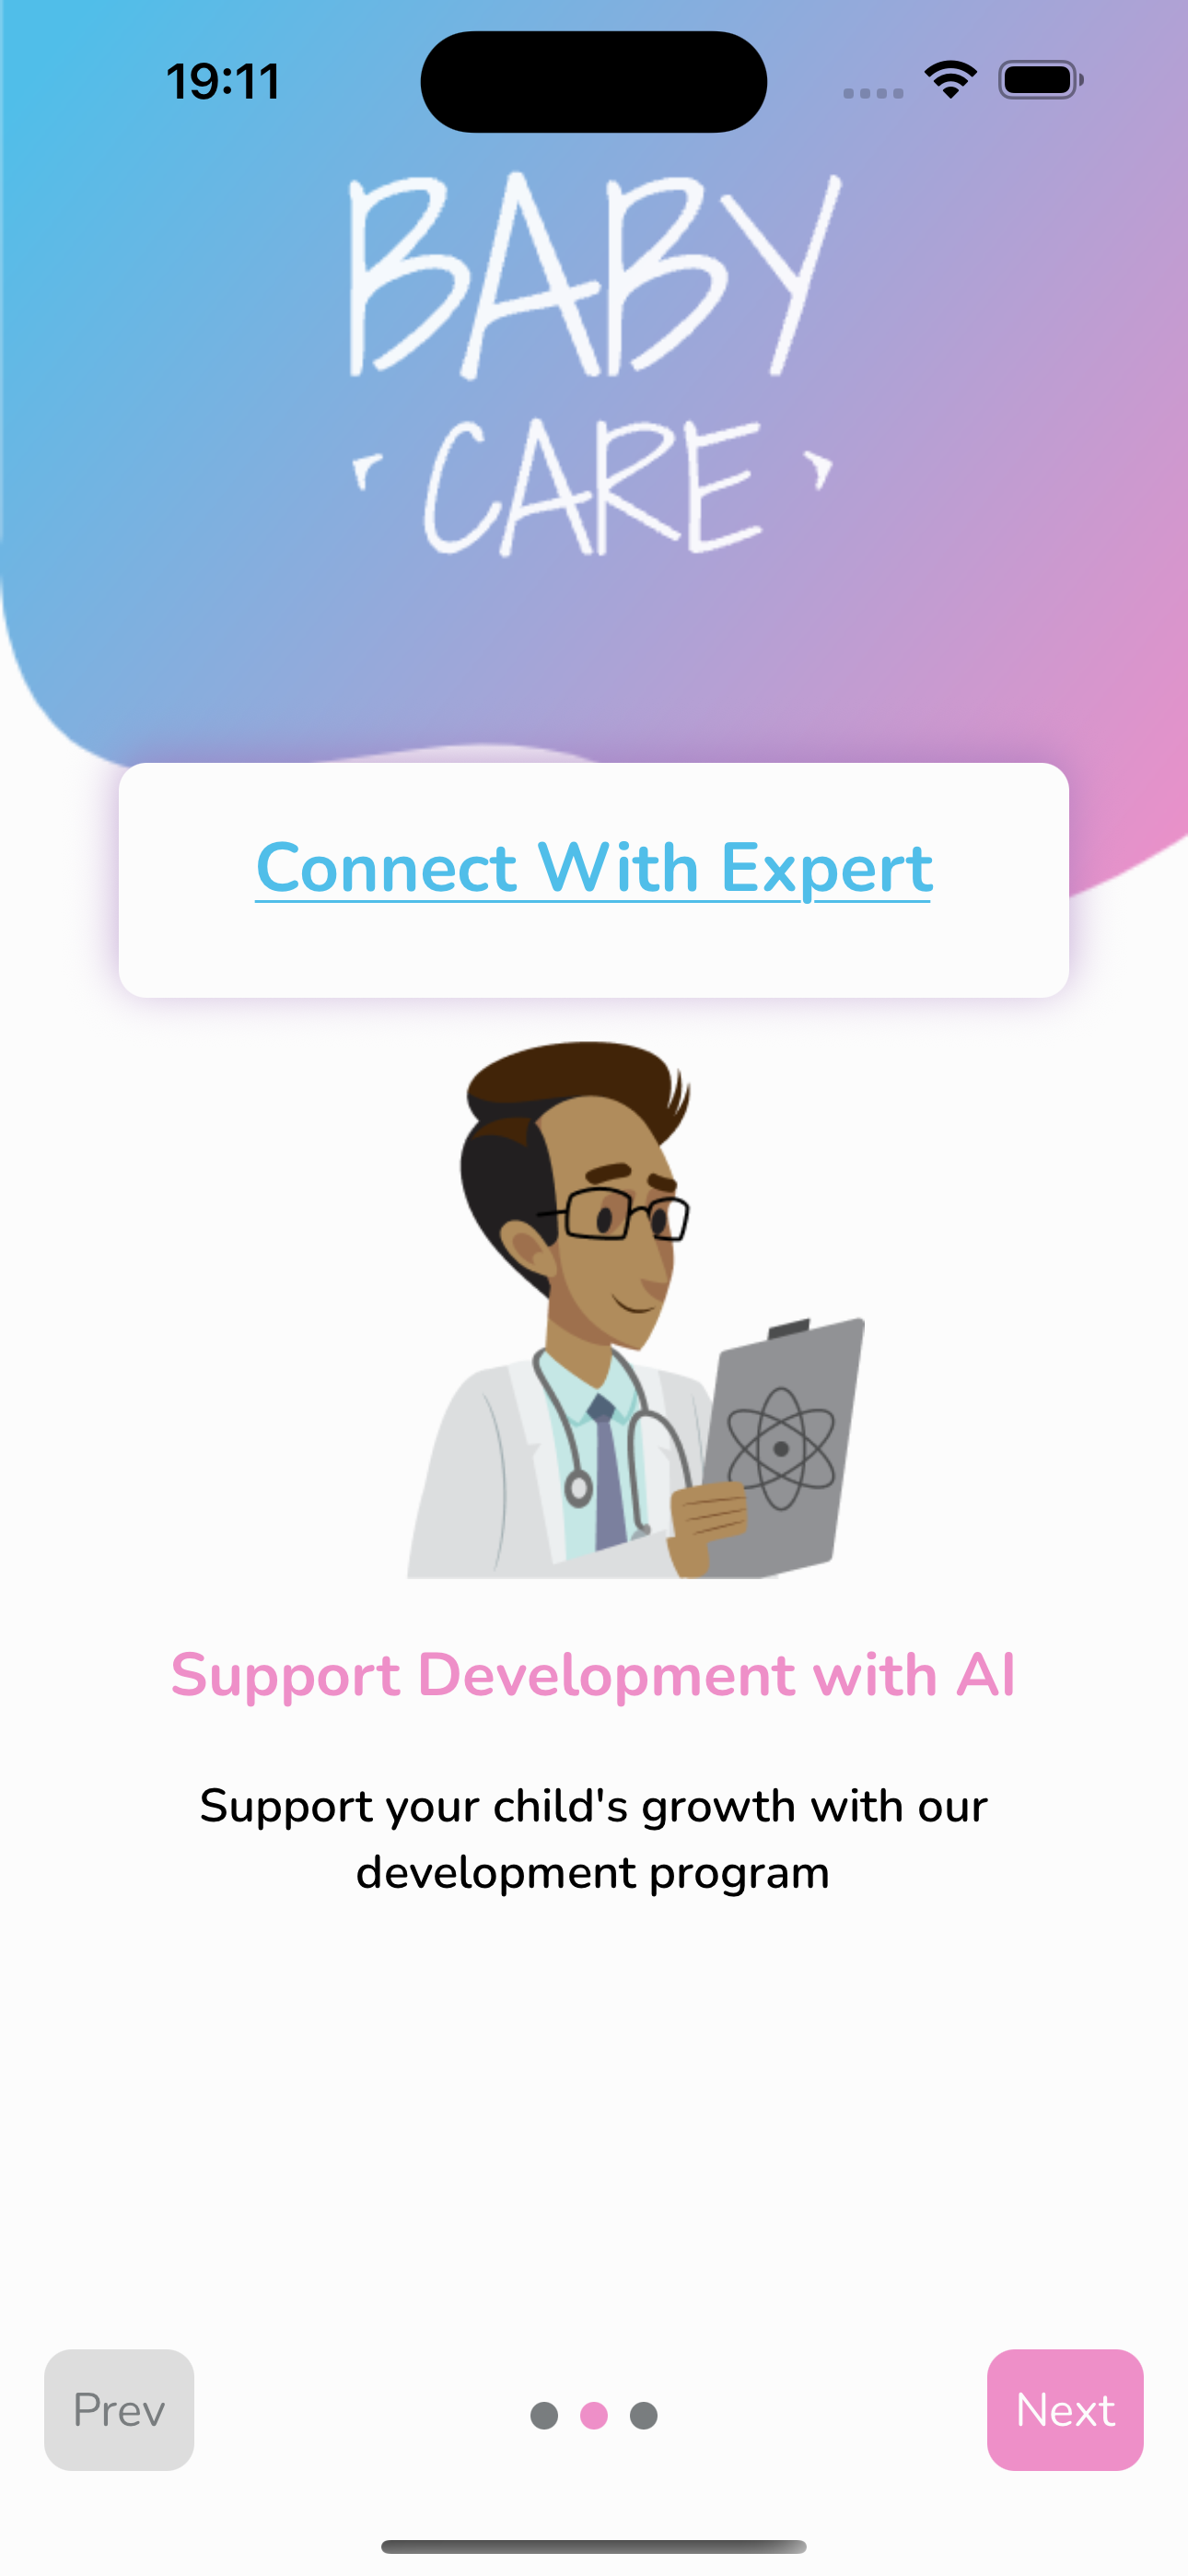 19:11
BABY
CARE
Connect With Expert
Support Development with AI
Support your child's growth with our
development program
Prev
Next